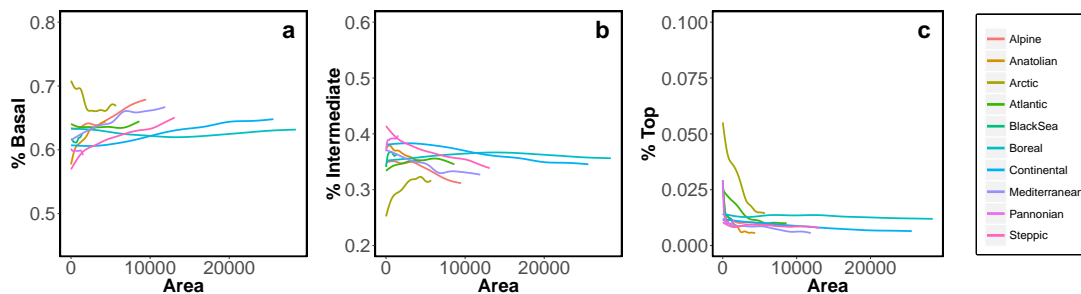 a
0.8
0.7
0.6
0.5
% Basal
0 10000 20000
Area
b
0.6
0.5
0.4
0.3
0.2
% Intermediate
0 10000 20000
Area
c
0.100
0.075
0.050
0.025
0.000
% Top
0 10000 20000
Area
Alpine
Anatolian
Arctic
Atlantic
BlackSea
Boreal
Continental
Mediterranean
Pannonian
Steppic